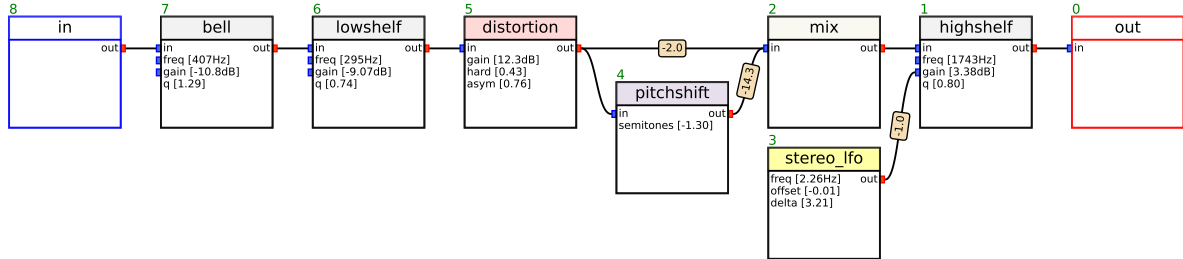 8
in
out
7
bell
in out
freq [407Hz]
gain [-10.8dB]
q [1.29]
6
lowshelf
in out
freq [295Hz]
gain [-9.07dB]
q [0.74]
5
distortion
in out
gain [12.3dB]
hard [0.43]
asym [0.76]
-2.0
4
pitchshift
in out
semitones [-1.30]
-14.3
2
mix
in out
3
stereo_lfo
freq [2.26Hz] out
offset [-0.01]
delta [3.21]
-1.0
1
highshelf
in out
freq [1743Hz]
gain [3.38dB]
q [0.80]
0
out
in